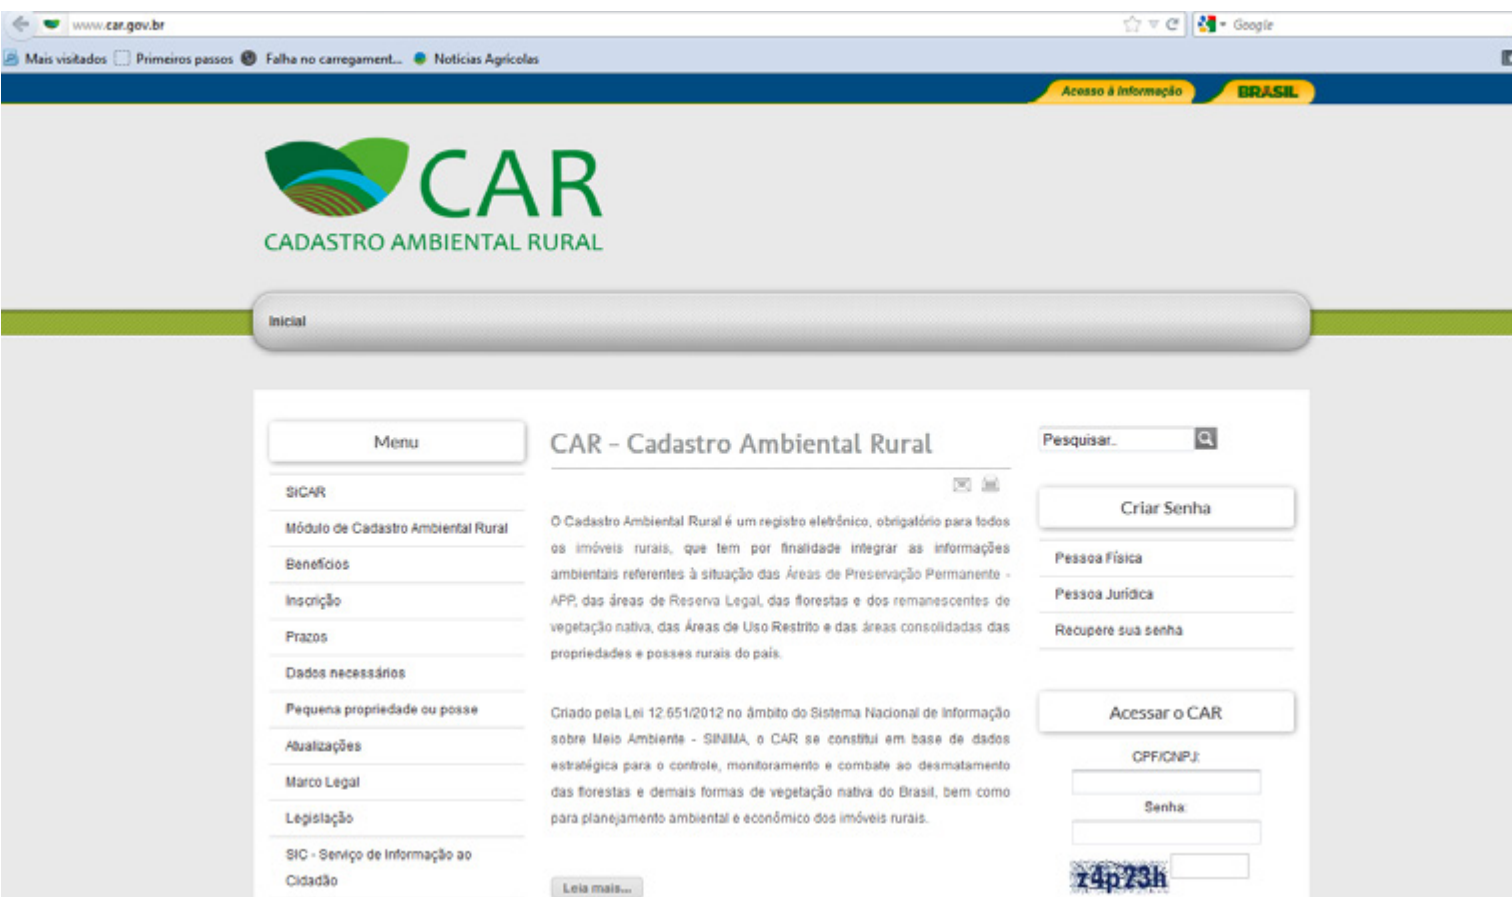 www.car.gov.br
Google
Mais visitados
Primeiros passos
Falha no carregament...
Notícias Agrícolas
Acesso à Informação
BRASIL
CAR
CADASTRO AMBIENTAL RURAL
Inicial
Menu
SiCAR
Módulo de Cadastro Ambiental Rural
Benefícios
Inscrição
Prazos
Dados necessários
Pequena propriedade ou posse
Atualizações
Marco Legal
Legislação
SIC - Serviço de Informação ao
Cidadão
CAR – Cadastro Ambiental Rural
O Cadastro Ambiental Rural é um registro eletrônico, obrigatório para todos
os imóveis rurais, que tem por finalidade integrar as informações
ambientais referentes à situação das Áreas de Preservação Permanente -
APP, das áreas de Reserva Legal, das florestas e dos remanescentes de
vegetação nativa, das Áreas de Uso Restrito e das áreas consolidadas das
propriedades e posses rurais do país.
Criado pela Lei 12.651/2012 no âmbito do Sistema Nacional de Informação
sobre Meio Ambiente - SINIMA, o CAR se constitui em base de dados
estratégica para o controle, monitoramento e combate ao desmatamento
das florestas e demais formas de vegetação nativa do Brasil, bem como
para planejamento ambiental e econômico dos imóveis rurais.
Leia mais...
Pesquisar..
Criar Senha
Pessoa Física
Pessoa Jurídica
Recupere sua senha
Acessar o CAR
CPF/CNPJ:
Senha:
z4p23h